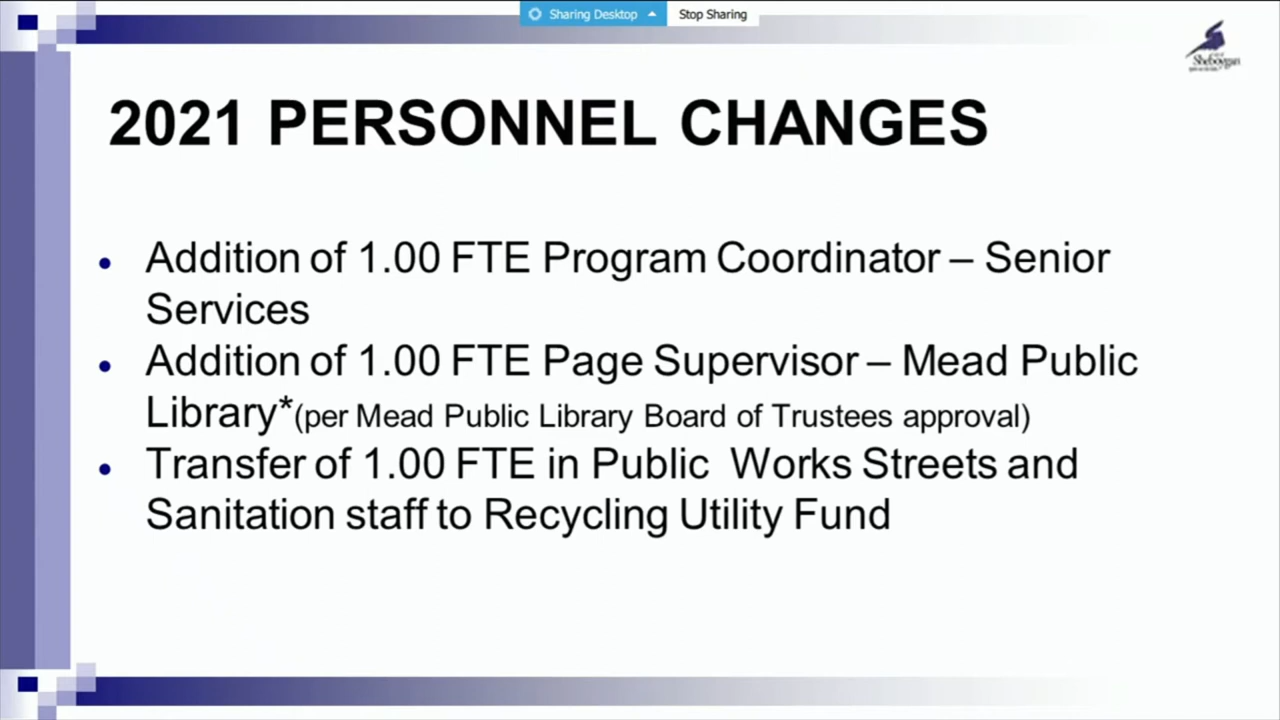 Sharing Desktop Stop Sharing
Sheboygan
2021 PERSONNEL CHANGES
• Addition of 1.00 FTE Program Coordinator – Senior
Services
• Addition of 1.00 FTE Page Supervisor – Mead Public
Library*(per Mead Public Library Board of Trustees approval)
• Transfer of 1.00 FTE in Public Works Streets and
Sanitation staff to Recycling Utility Fund